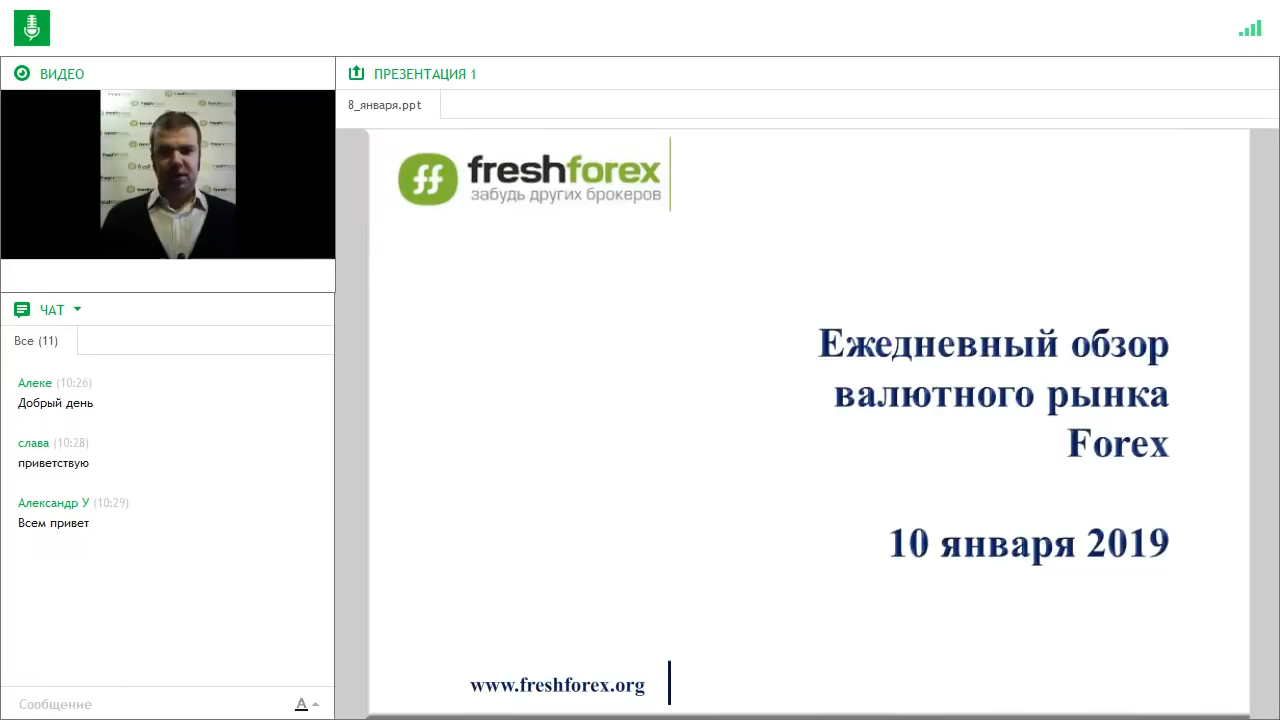 ВИДЕО
ЧАТ
Все (11)
Алеке (10:26)
Добрый день
слава (10:28)
приветствую
Александр У (10:29)
Всем привет
Сообщение
A
ПРЕЗЕНТАЦИЯ 1
8_января.ppt
ff freshforex
забудь других брокеров
Ежедневный обзор
валютного рынка
Forex
10 января 2019
www.freshforex.org